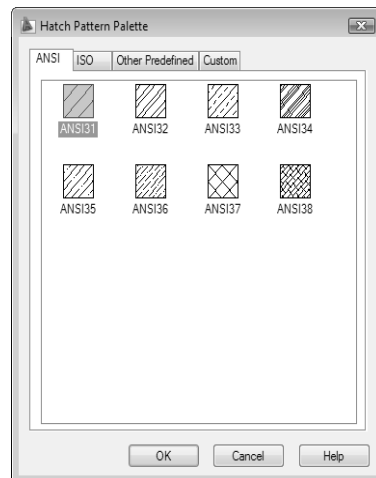 Hatch Pattern Palette
ANSI ISO Other Predefined Custom
ANSI31 ANSI32 ANSI33 ANSI34
ANSI35 ANSI36 ANSI37 ANSI38
OK Cancel Help